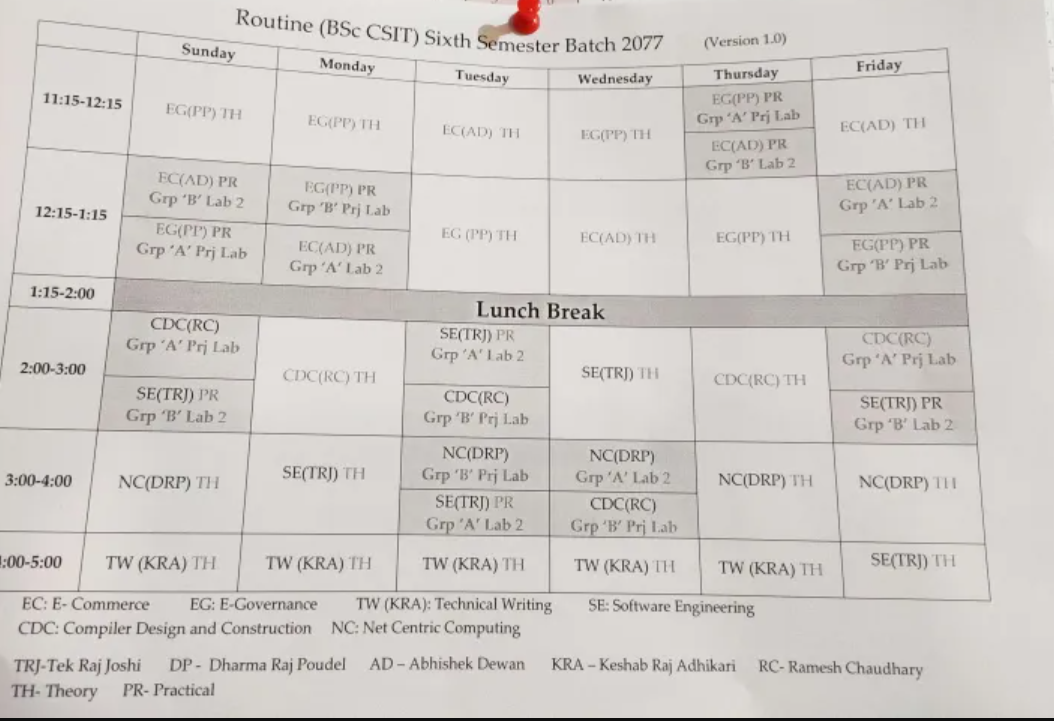 Routine (BSc CSIT) Sixth Semester Batch 2077 (Version 1.0)
Sunday Monday Tuesday Wednesday Thursday Friday
11:15-12:15 EG(PP) TH EG(PP) TH EC(AD) TH EG(PP) TH EG(PP) PR Grp 'A' Prj Lab EC(AD) PR Grp 'B' Lab 2 EC(AD) TH
12:15-1:15 EC(AD) PR Grp 'B' Lab 2 EG(PP) PR Grp 'A' Prj Lab EG(PP) PR Grp 'B' Prj Lab EC(AD) PR Grp 'A' Lab 2 EG (PP) TH EC(AD) TH EG(PP) TH EC(AD) PR Grp 'A' Lab 2 EG(PP) PR Grp 'B' Prj Lab
1:15-2:00 Lunch Break
2:00-3:00 CDC(RC) Grp 'A' Prj Lab SE(TRJ) PR Grp 'B' Lab 2 CDC(RC) TH SE(TRJ) PR Grp 'A' Lab 2 CDC(RC) Grp 'B' Prj Lab SE(TRJ) TH CDC(RC) TH CDC(RC) Grp 'A' Prj Lab SE(TRJ) PR Grp 'B' Lab 2
3:00-4:00 NC(DRP) TH SE(TRJ) TH NC(DRP) Grp 'B' Prj Lab SE(TRJ) PR Grp 'A' Lab 2 NC(DRP) Grp 'A' Lab 2 CDC(RC) Grp 'B' Prj Lab NC(DRP) TH NC(DRP) TH
:00-5:00 TW (KRA) TH TW (KRA) TH TW (KRA) TH TW (KRA) TH TW (KRA) TH SE(TRJ) TH
EC: E- Commerce EG: E-Governance TW (KRA): Technical Writing SE: Software Engineering
CDC: Compiler Design and Construction NC: Net Centric Computing
TRJ-Tek Raj Joshi DP - Dharma Raj Poudel AD – Abhishek Dewan KRA – Keshab Raj Adhikari RC- Ramesh Chaudhary
TH- Theory PR- Practical